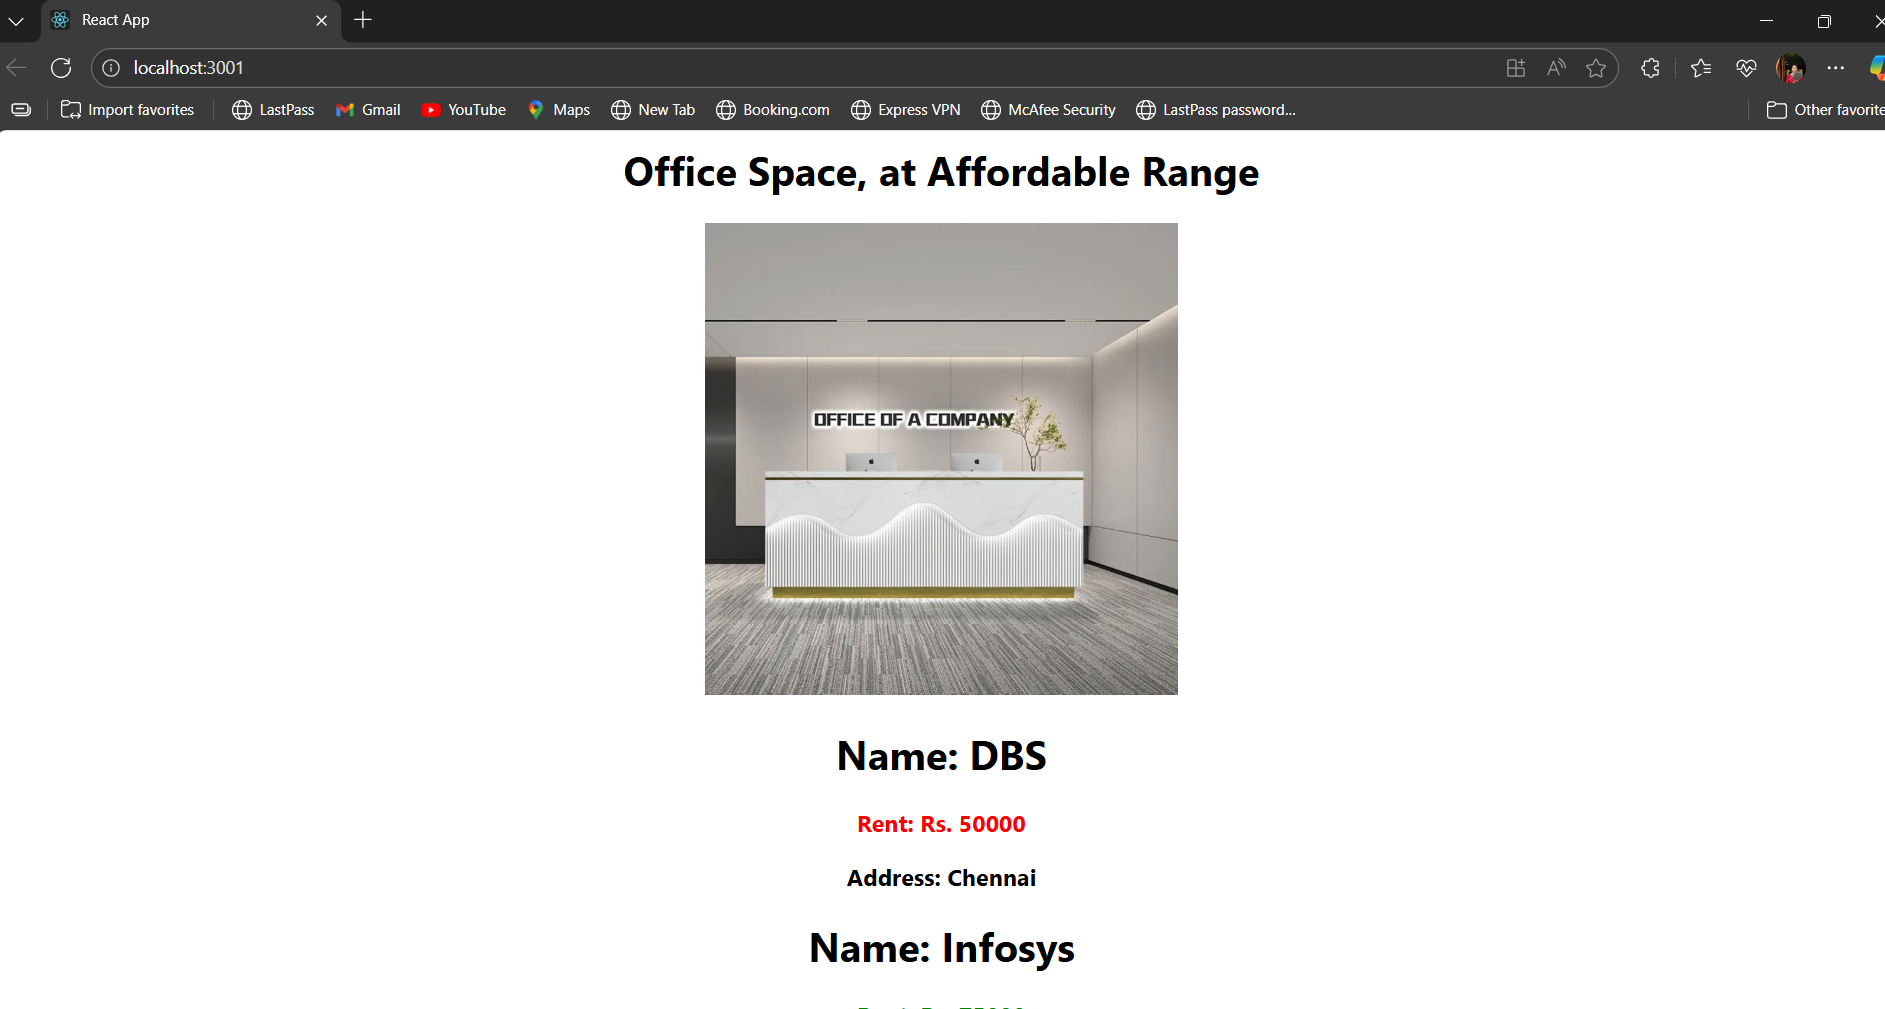 React App
localhost:3001
Import favorites LastPass Gmail YouTube Maps New Tab Booking.com Express VPN McAfee Security LastPass password... Other favorite
Office Space, at Affordable Range
OFFICE OF A COMPANY
Name: DBS
Rent: Rs. 50000
Address: Chennai
Name: Infosys